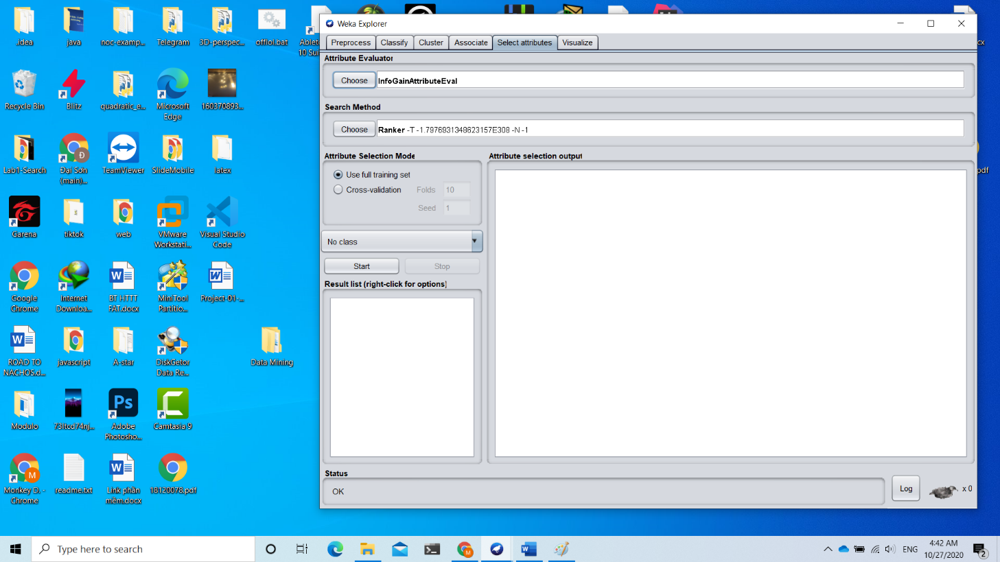 .idea
java
noc-examp...
Telegram
3D-perspec...
offlol.bat
Ablet
10 Sui
Recycle Bin
Blitz
quadratic_e...
Microsoft
Edge
160370893...
Lab1-Search
Đại Sơn
(main)...
TeamViewer
SlideMobile
latex
Garena
tiktok
web
VMware
Workstati...
Visual Studio
Code
Google
Chrome
Internet
Downloa...
BT HTTT
FAT.docx
MiniTool
Partitio...
Project-01-...
ROAD TO
NACHOS.d...
javascript
A-star
DiskGetor
Data Re...
Data Mining
Modulo
73ltcd74nj...
Ps
Adobe
Photosho...
Camtasia 9
Monkey D. -
Chrome
readme.txt
Link phần
mềm.docx
18120078.pdf
Weka Explorer
Preprocess
Classify
Cluster
Associate
Select attributes
Visualize
Attribute Evaluator
Choose
InfoGainAttributeEval
Search Method
Choose
Ranker -T -1.7976931348623157E308 -N -1
Attribute Selection Mode
Use full training set
Cross-validation Folds 10
Seed 1
No class
Start
Stop
Result list (right-click for options)
Attribute selection output
Status
OK
Log
x 0
cx
pdf
Type here to search
ENG
4:42 AM
10/27/2020
2